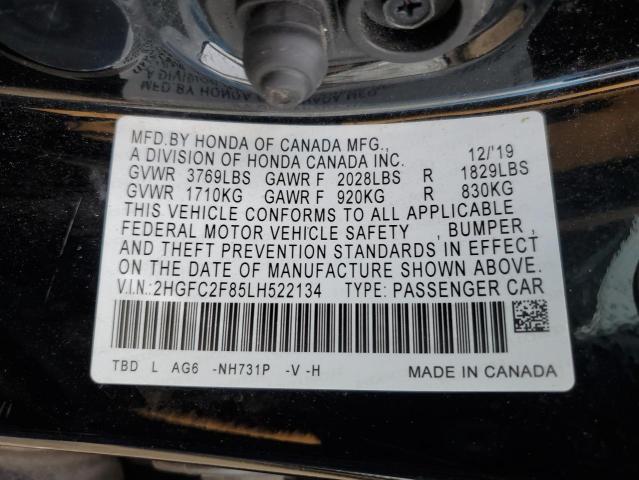 MFD.BY HONDA OF CANADA MFG.,
A DIVISION OF HONDA CANADA INC. 12/'19
GVWR 3769LBS GAWR F 2028LBS R 1829LBS
GVWR 1710KG GAWR F 920KG R 830KG
THIS VEHICLE CONFORMS TO ALL APPLICABLE
FEDERAL MOTOR VEHICLE SAFETY , BUMPER ,
AND THEFT PREVENTION STANDARDS IN EFFECT
ON THE DATE OF MANUFACTURE SHOWN ABOVE.
V.I.N.:2HGFC2F85LH522134 TYPE: PASSENGER CAR
TBD L AG6 -NH731P -V -H MADE IN CANADA